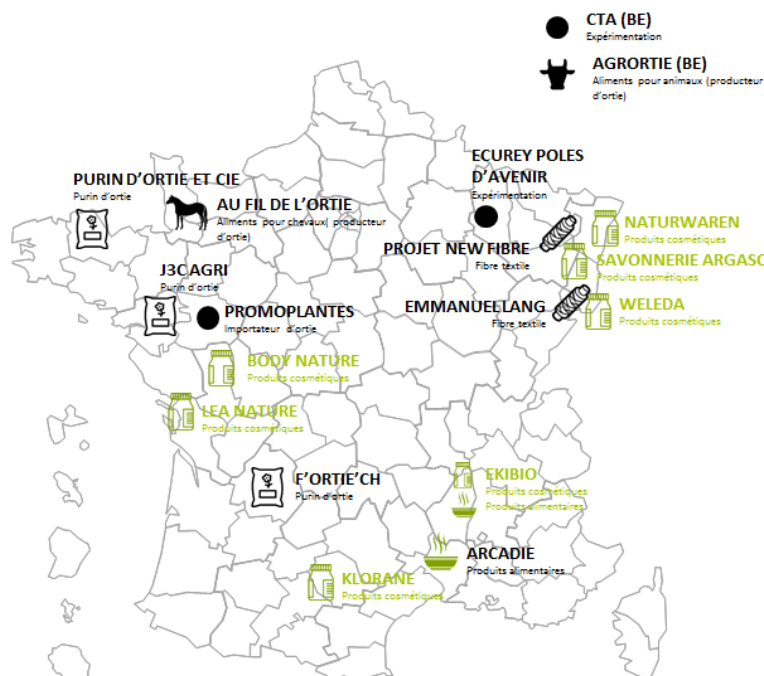 CTA (BE)
Expérimentation
AGRORTIE (BE)
Aliments pour animaux (producteur
d'ortie)
ECUREY POLES
D'AVENIR
Expérimentation
PURIN D'ORTIE ET CIE
Purin d'ortie
AU FIL DE L'ORTIE
Aliments pour chevaux( producteur
d'ortie)
NATURWAREN
Produits cosmétiques
PROJET NEW FIBRE
Fibre textile
SAVONNERIE ARGASC
Produits cosmétiques
J3C AGRI
Purin d'ortie
PROMOPLANTES
Importateur d'ortie
EMMANUEL LANG
Fibre textile
WELEDA
Produits cosmétiques
BODY NATURE
Produits cosmétiques
LEA NATURE
Produits cosmétiques
F'ORTIE'CH
Purin d'ortie
EKIBIO
Produits cosmétiques
Produits alimentaires
ARCADIE
Produits alimentaires
KLORANE
Produits cosmétiques